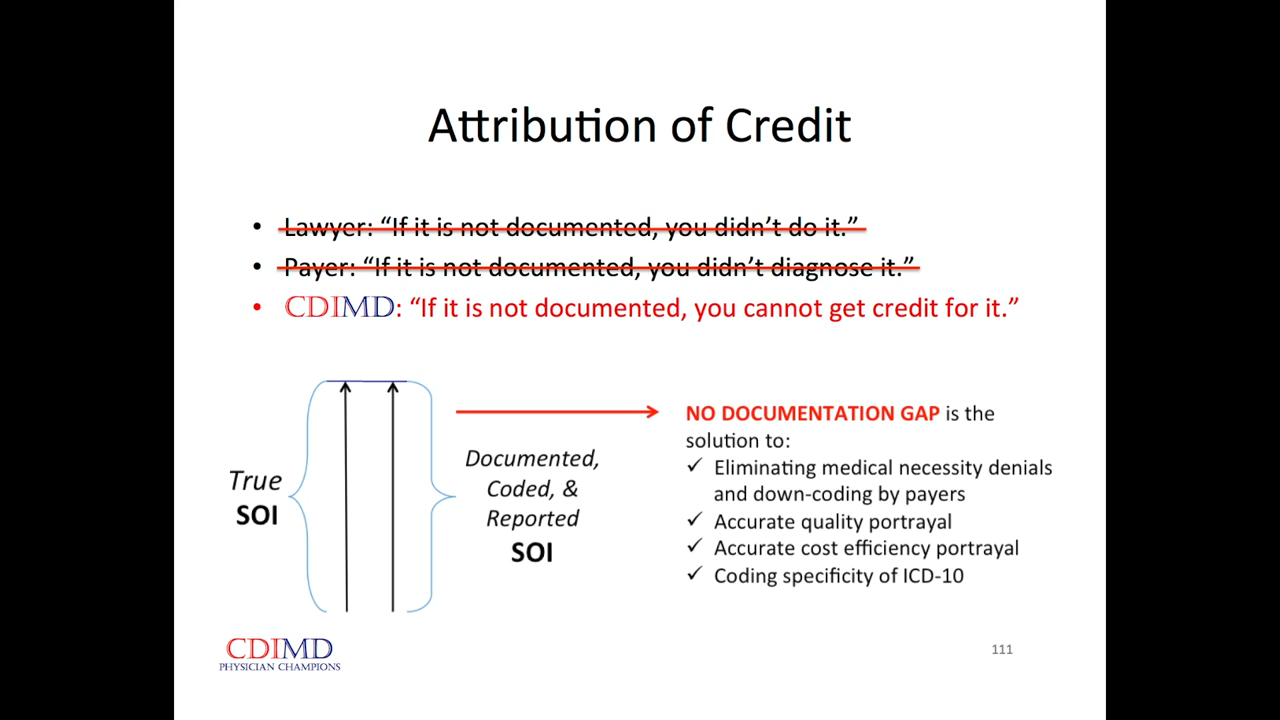 Attribution of Credit
• Lawyer: “If it is not documented, you didn’t do it.”
• Payer: “If it is not documented, you didn’t diagnose it.”
• CDIMD: “If it is not documented, you cannot get credit for it.”
True
SOI
Documented,
Coded, &
Reported
SOI
NO DOCUMENTATION GAP is the
solution to:
✓ Eliminating medical necessity denials
and down-coding by payers
✓ Accurate quality portrayal
✓ Accurate cost efficiency portrayal
✓ Coding specificity of ICD-10
CDIMD
PHYSICIAN CHAMPIONS
111